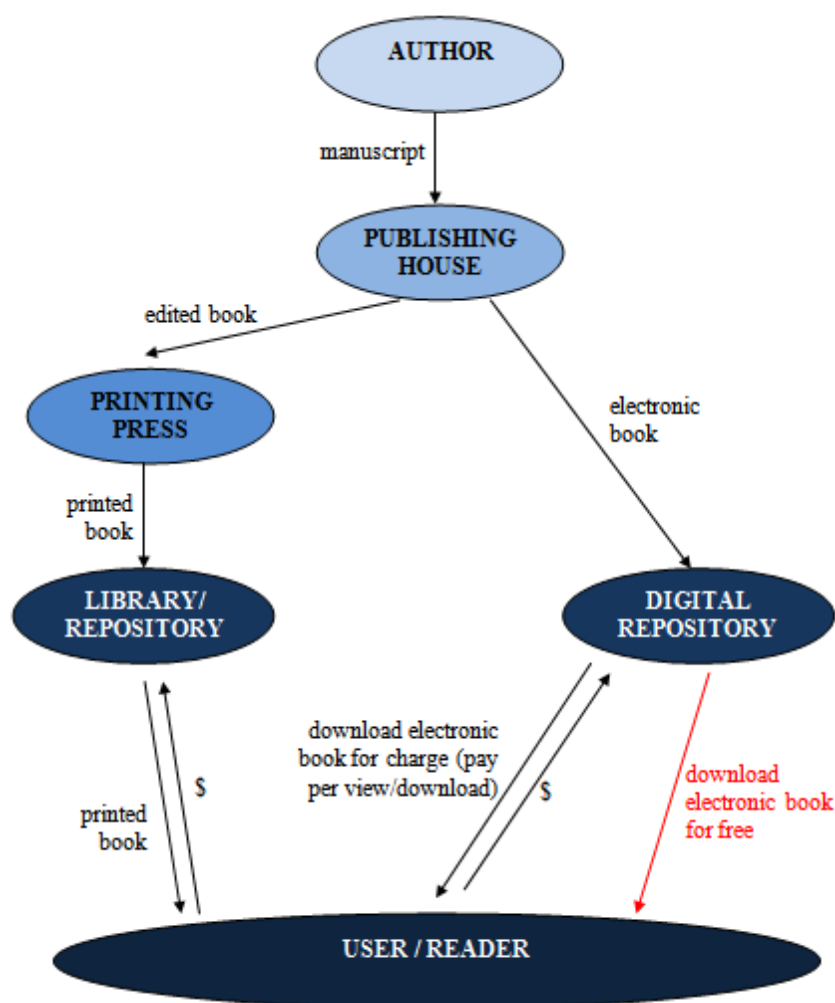 AUTHOR
manuscript
PUBLISHING
HOUSE
edited book
PRINTING
PRESS
electronic
book
printed
book
LIBRARY/
REPOSITORY
DIGITAL
REPOSITORY
download electronic
book for charge (pay
per view/download)
$
$
printed
book
download
electronic book
for free
USER / READER